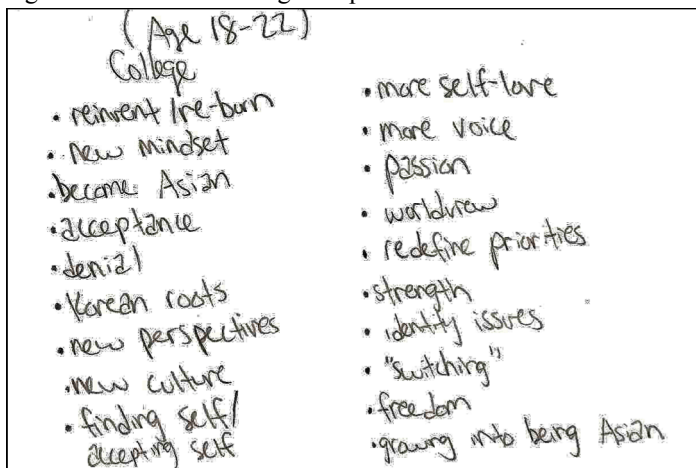 (Age 18-22)
College
• reinvent/re-burn
• new mindset
• become Asian
• acceptance
• denial
• Korean roots
• new perspectives
• new culture
• finding self/
accepting self
• more self-love
• more voice
• passion
• worldview
• redefine priorities
• strength
• identity issues
• "switching"
• freedom
• growing into being Asian